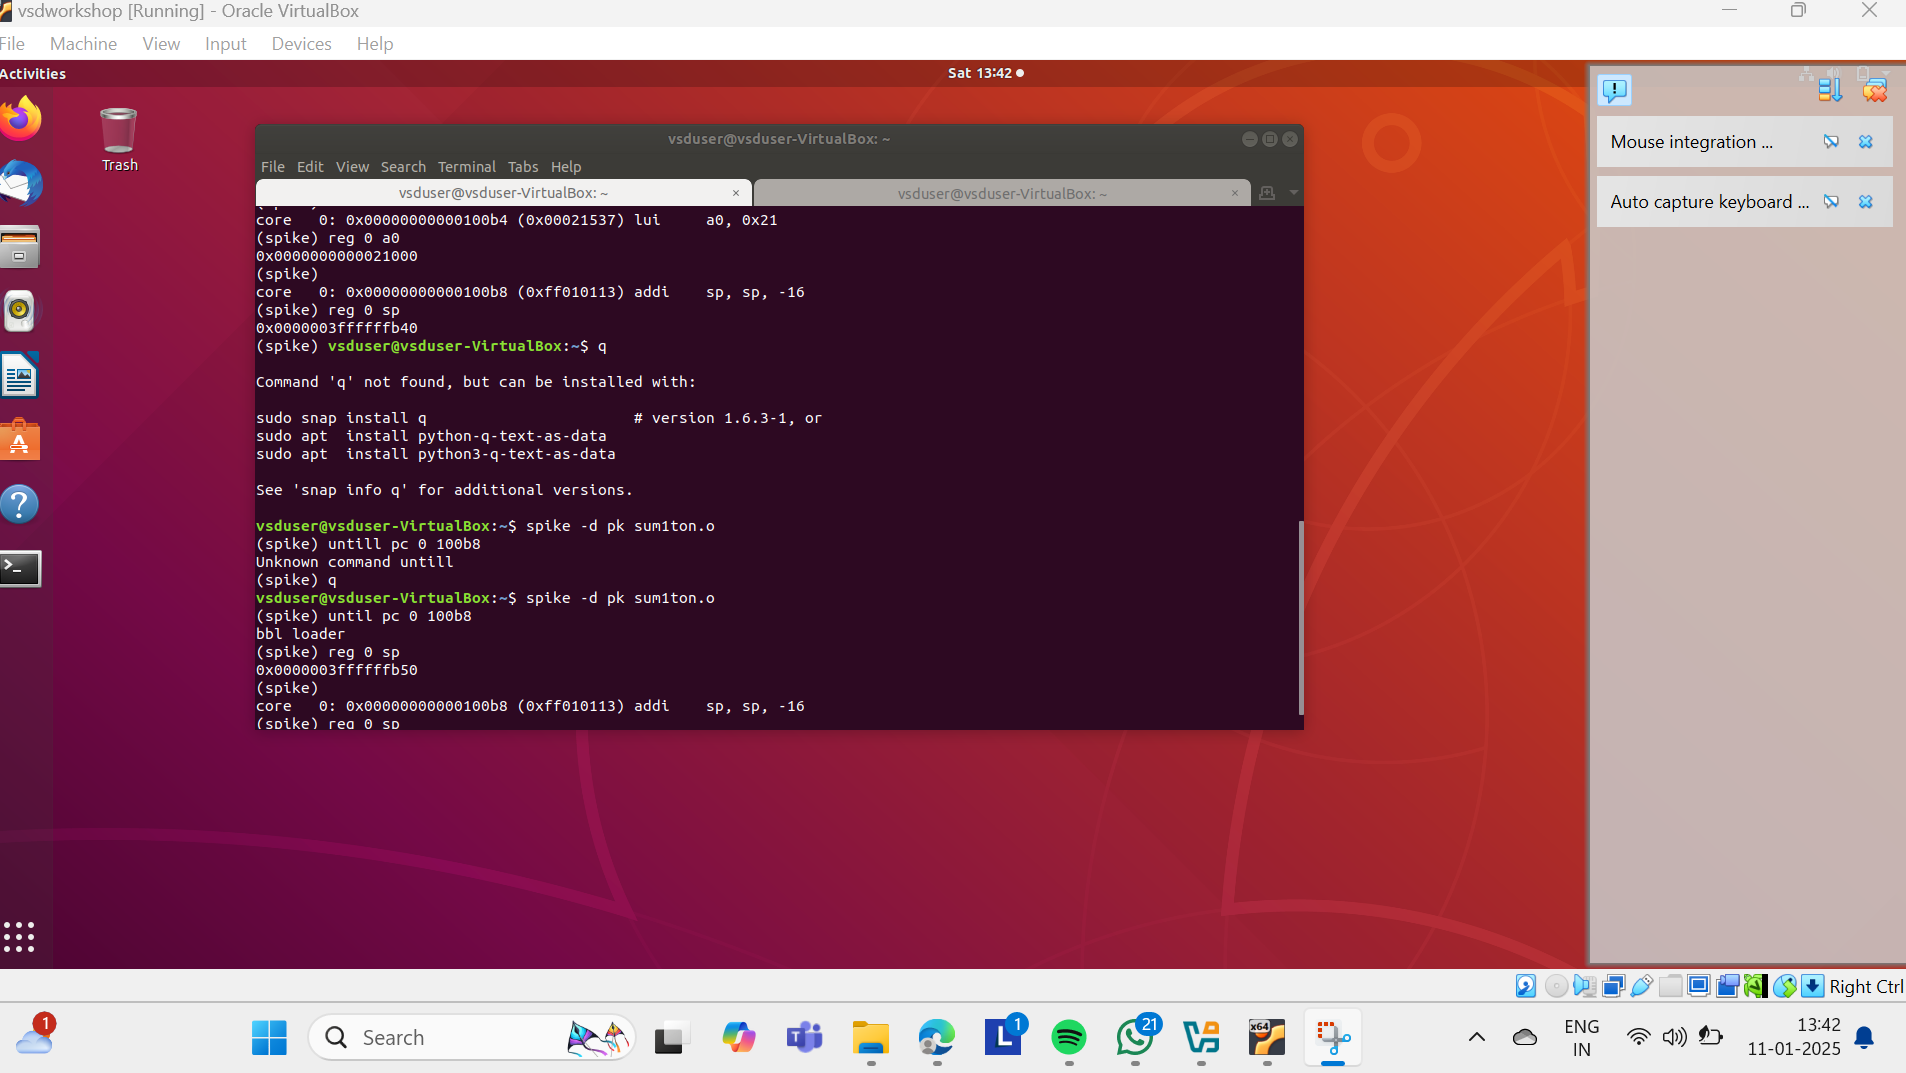 vsdworkshop [Running] - Oracle VirtualBox
File Machine View Input Devices Help
Activities
Sat 13:42
Trash
vsduser@vsduser-VirtualBox: ~
File Edit View Search Terminal Tabs Help
vsduser@vsduser-VirtualBox: ~ ×
vsduser@vsduser-VirtualBox: ~ ×
core   0: 0x00000000000100b4 (0x00021537) lui     a0, 0x21
(spike) reg 0 a0
0x0000000000021000
(spike)
core   0: 0x00000000000100b8 (0xff010113) addi    sp, sp, -16
(spike) reg 0 sp
0x0000003ffffffb40
(spike) vsduser@vsduser-VirtualBox:~$ q
Command 'q' not found, but can be installed with:
sudo snap install q                       # version 1.6.3-1, or
sudo apt  install python-q-text-as-data
sudo apt  install python3-q-text-as-data
See 'snap info q' for additional versions.
vsduser@vsduser-VirtualBox:~$ spike -d pk sum1ton.o
(spike) untill pc 0 100b8
Unknown command untill
(spike) q
vsduser@vsduser-VirtualBox:~$ spike -d pk sum1ton.o
(spike) until pc 0 100b8
bbl loader
(spike) reg 0 sp
0x0000003ffffffb50
(spike)
core   0: 0x00000000000100b8 (0xff010113) addi    sp, sp, -16
(spike) reg 0 sp
Mouse integration ...
Auto capture keyboard ...
Right Ctrl
1
Search
L
1
21
x64
ENG
IN
13:42
11-01-2025